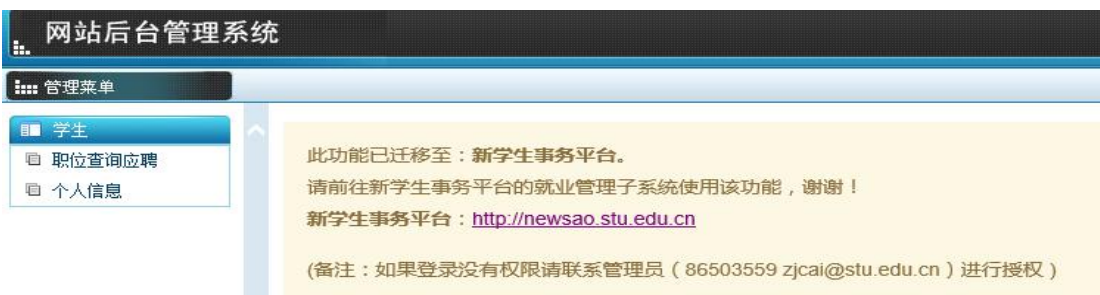 网站后台管理系统
管理菜单
学生
职位查询应聘
个人信息
此功能已迁移至：新学生事务平台。
请前往新学生事务平台的就业管理子系统使用该功能，谢谢！
新学生事务平台：http://newsao.stu.edu.cn
(备注：如果登录没有权限请联系管理员（86503559 zjcai@stu.edu.cn）进行授权）